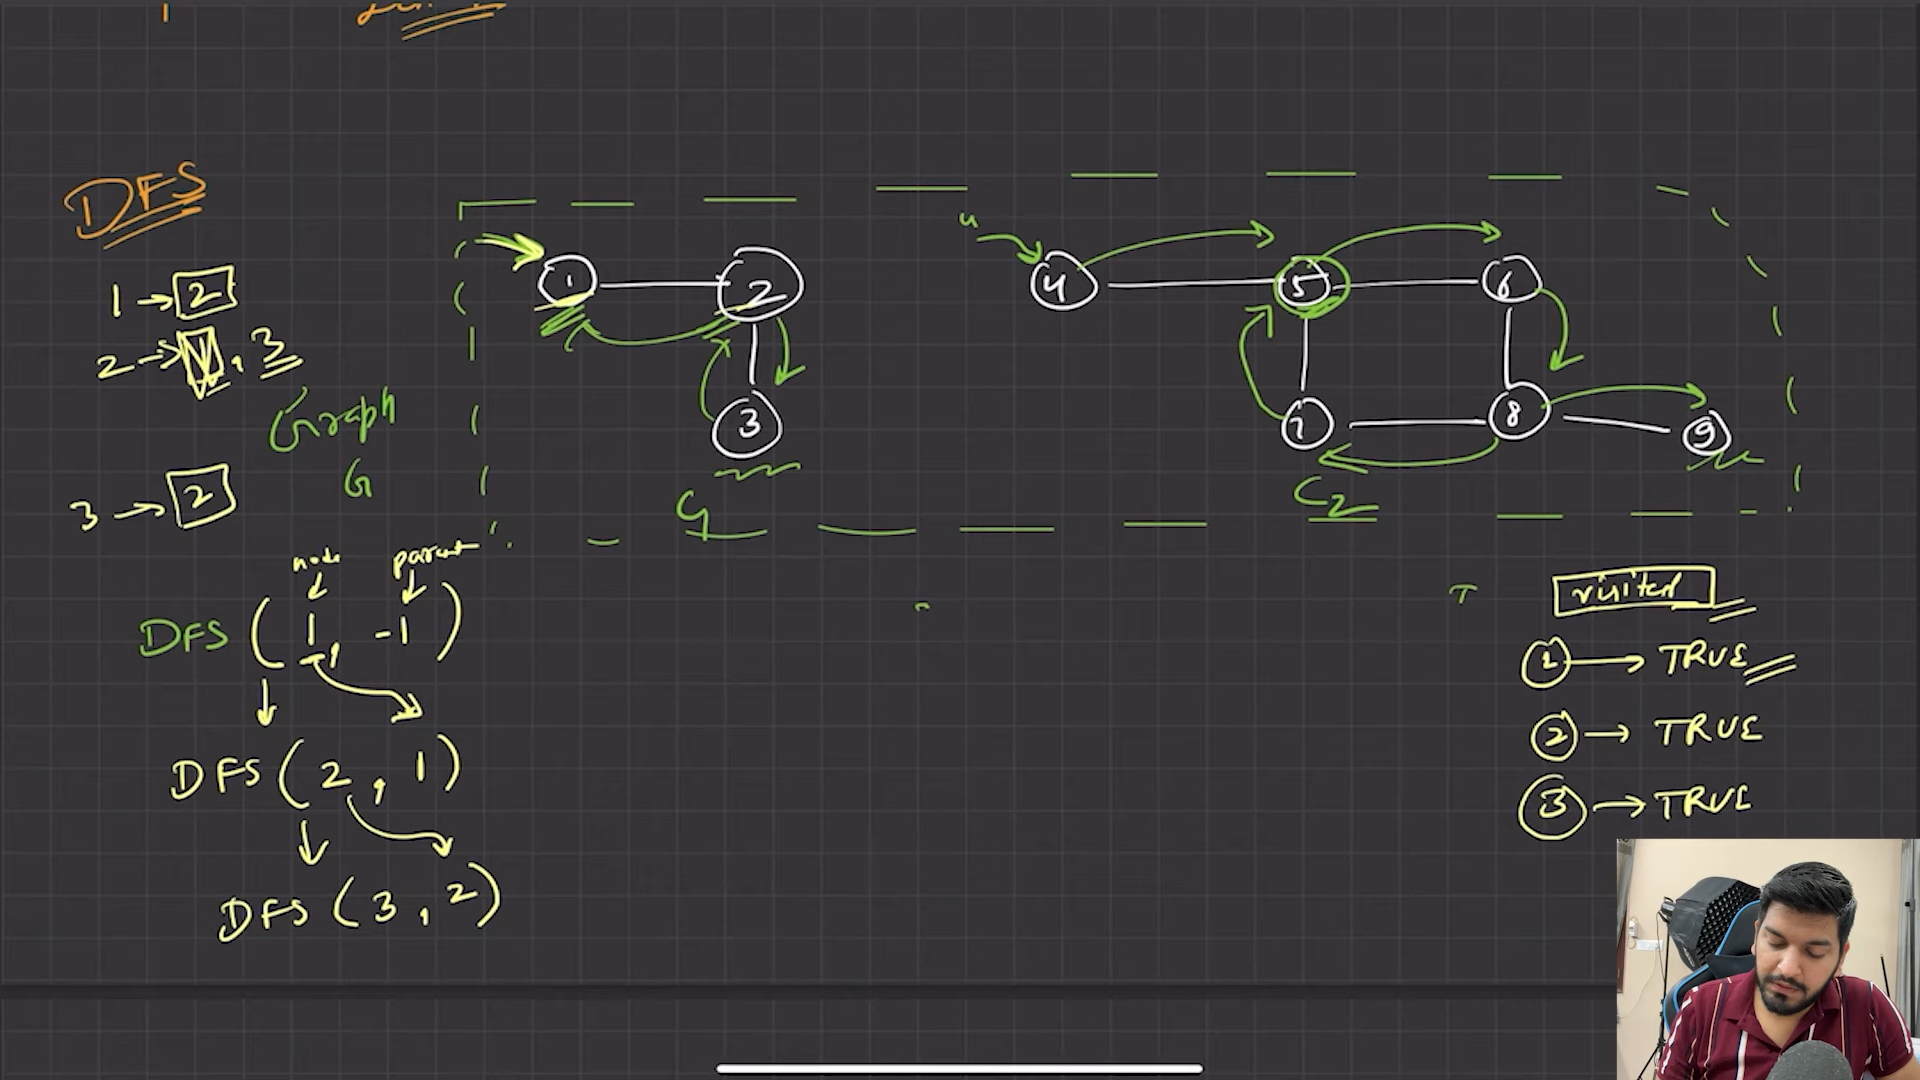 DFS
1 → 2
2 → 1, 3
Graph
G
3 → 2
node parent
DFS (1, -1)
DFS (2, 1)
DFS (3, 2)
1 2
3
C1
4 5 6
7 8 9
C2
visited
1 → TRUE
2 → TRUE
3 → TRUE